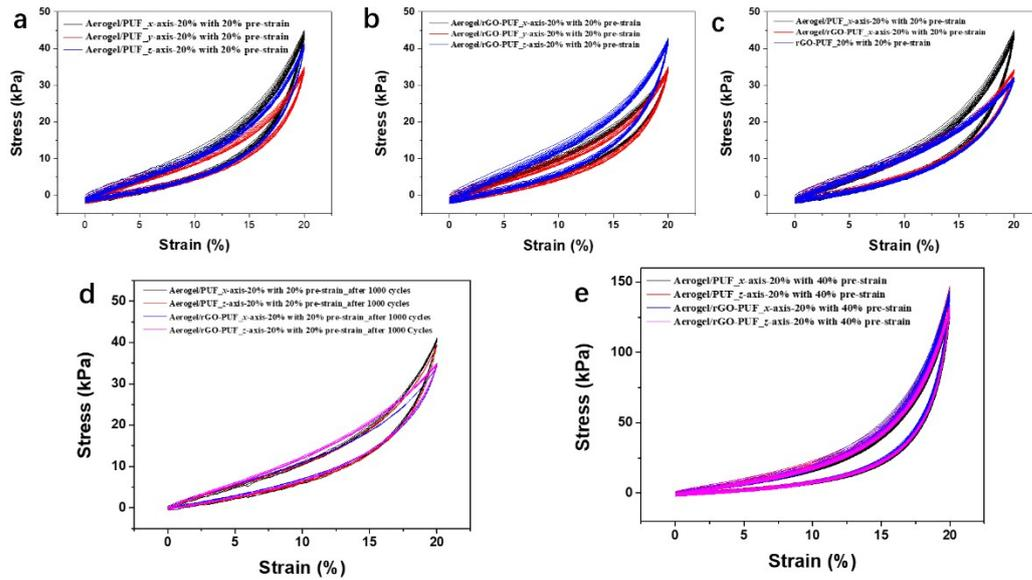 a
Aerogel/PUF_x-axis-20% with 20% pre-strain
Aerogel/PUF_y-axis-20% with 20% pre-strain
Aerogel/PUF_z-axis-20% with 20% pre-strain
50
40
30
20
10
0
0 5 10 15 20
Stress (kPa)
Strain (%)
b
Aerogel/rGO-PUF_x-axis-20% with 20% pre-strain
Aerogel/rGO-PUF_y-axis-20% with 20% pre-strain
Aerogel/rGO-PUF_z-axis-20% with 20% pre-strain
50
40
30
20
10
0
0 5 10 15 20
Stress (kPa)
Strain (%)
c
Aerogel/PUF_x-axis-20% with 20% pre-strain
Aerogel/rGO-PUF_x-axis-20% with 20% pre-strain
rGO-PUF_20% with 20% pre-strain
50
40
30
20
10
0
0 5 10 15 20
Stress (kPa)
Strain (%)
d
Aerogel/PUF_x-axis-20% with 20% pre-strain_after 1000 cycles
Aerogel/PUF_z-axis-20% with 20% pre-strain_after 1000 cycles
Aerogel/rGO-PUF_x-axis-20% with 20% pre-strain_after 1000 cycles
Aerogel/rGO-PUF_z-axis-20% with 20% pre-strain_after 1000 Cycles
50
40
30
20
10
0
0 5 10 15 20
Stress (kPa)
Strain (%)
e
Aerogel/PUF_x-axis-20% with 40% pre-strain
Aerogel/PUF_z-axis-20% with 40% pre-strain
Aerogel/rGO-PUF_x-axis-20% with 40% pre-strain
Aerogel/rGO-PUF_z-axis-20% with 40% pre-strain
150
100
50
0
0 5 10 15 20
Stress (kPa)
Strain (%)